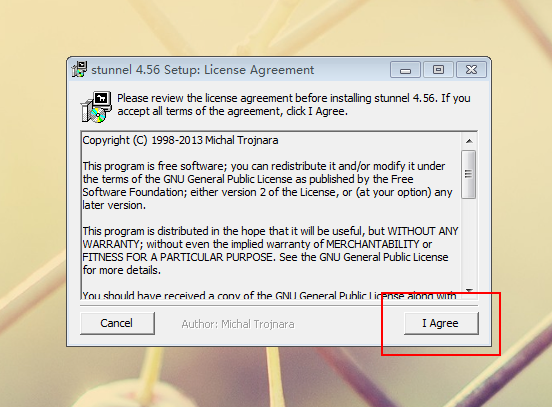 stunnel 4.56 Setup: License Agreement
Please review the license agreement before installing stunnel 4.56. If you
accept all terms of the agreement, click I Agree.
Copyright (C) 1998-2013 Michal Trojnara
This program is free software; you can redistribute it and/or modify it under
the terms of the GNU General Public License as published by the Free
Software Foundation; either version 2 of the License, or (at your option) any
later version.
This program is distributed in the hope that it will be useful, but WITHOUT ANY
WARRANTY; without even the implied warranty of MERCHANTABILITY or
FITNESS FOR A PARTICULAR PURPOSE. See the GNU General Public License
for more details.
You should have received a copy of the GNU General Public License along with
Cancel
Author: Michal Trojnara
I Agree